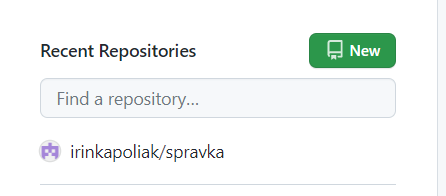 Recent Repositories
New
Find a repository...
irinkapoliak/spravka